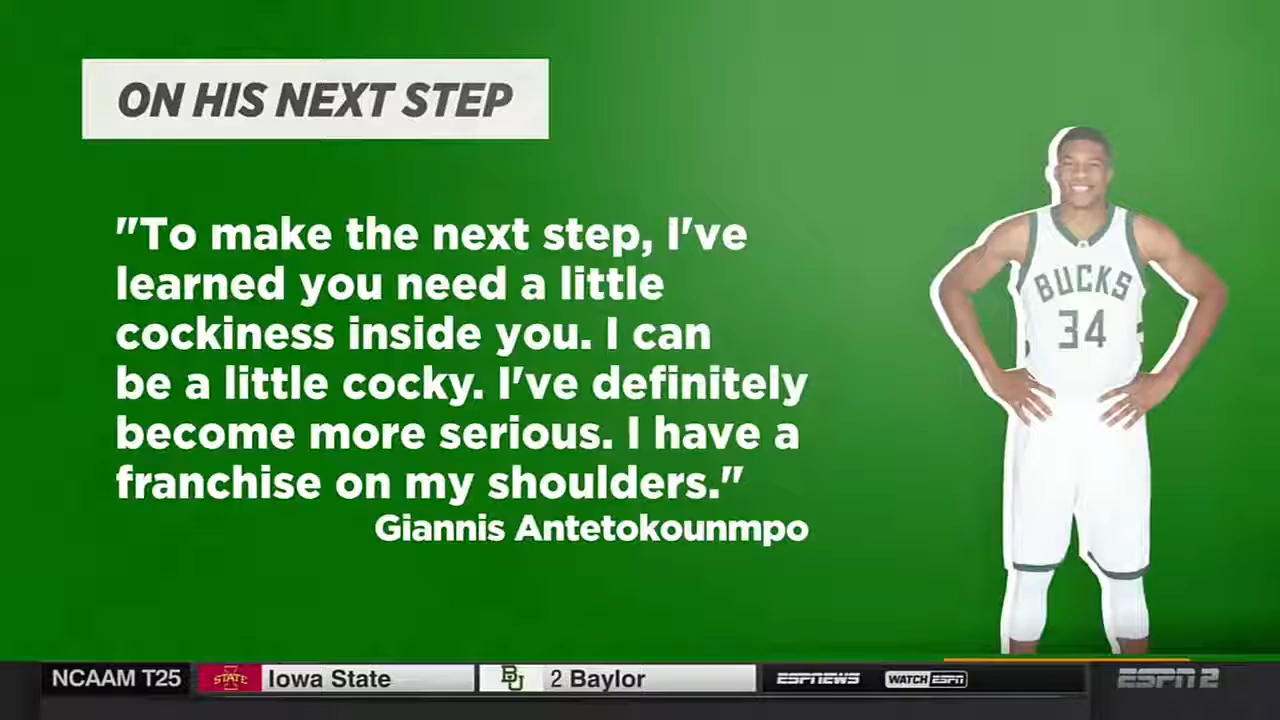 ON HIS NEXT STEP
"To make the next step, I've
learned you need a little
cockiness inside you. I can
be a little cocky. I've definitely
become more serious. I have a
franchise on my shoulders."
Giannis Antetokounmpo
BUCKS
34
NCAAM T25 STATE Iowa State BU 2 Baylor ESPNEWS WATCH ESPN ESPN2